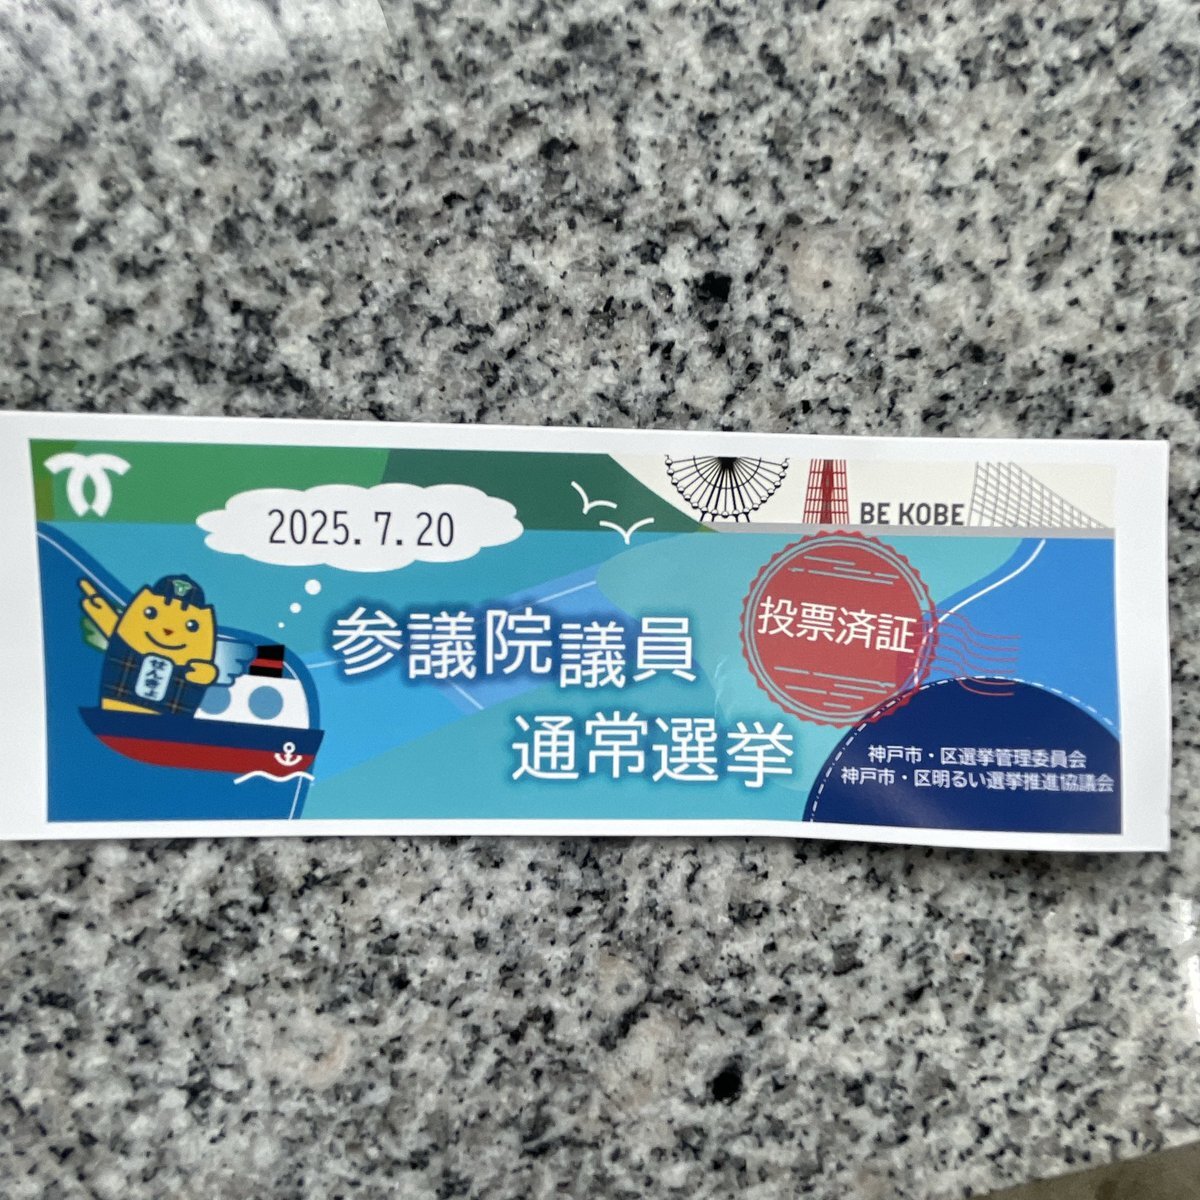 2025.7.20
BE KOBE
参議院議員
通常選挙
投票済証
神戸市・区選挙管理委員会
神戸市・区明るい選挙推進協議会